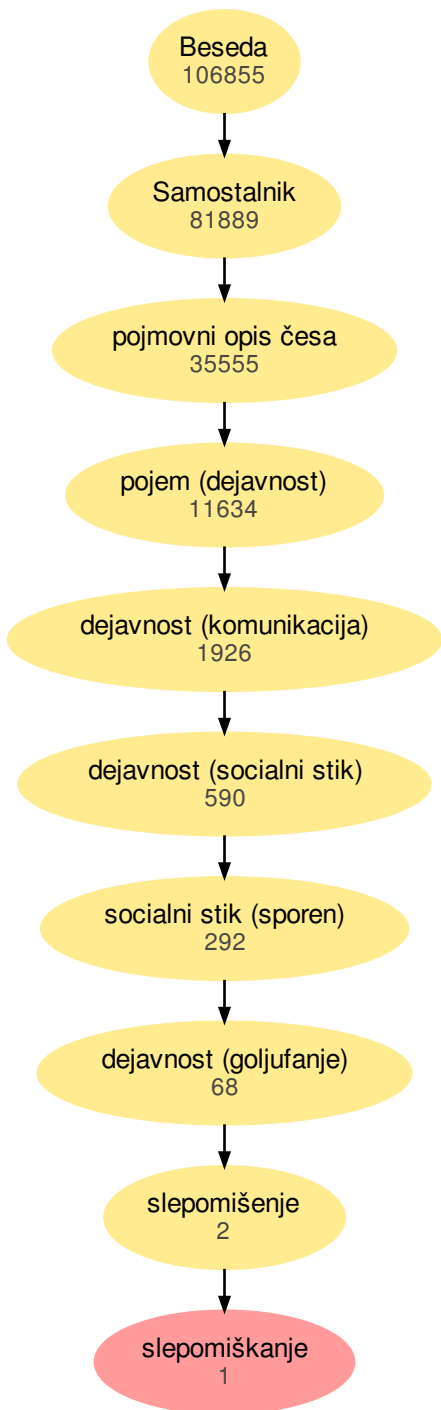 Beseda
106855
Samostalnik
81889
pojmovni opis česa
35555
pojem (dejavnost)
11634
dejavnost (komunikacija)
1926
dejavnost (socialni stik)
590
socialni stik (sporen)
292
dejavnost (goljufanje)
68
slepomišenje
2
slepomiškanje
1